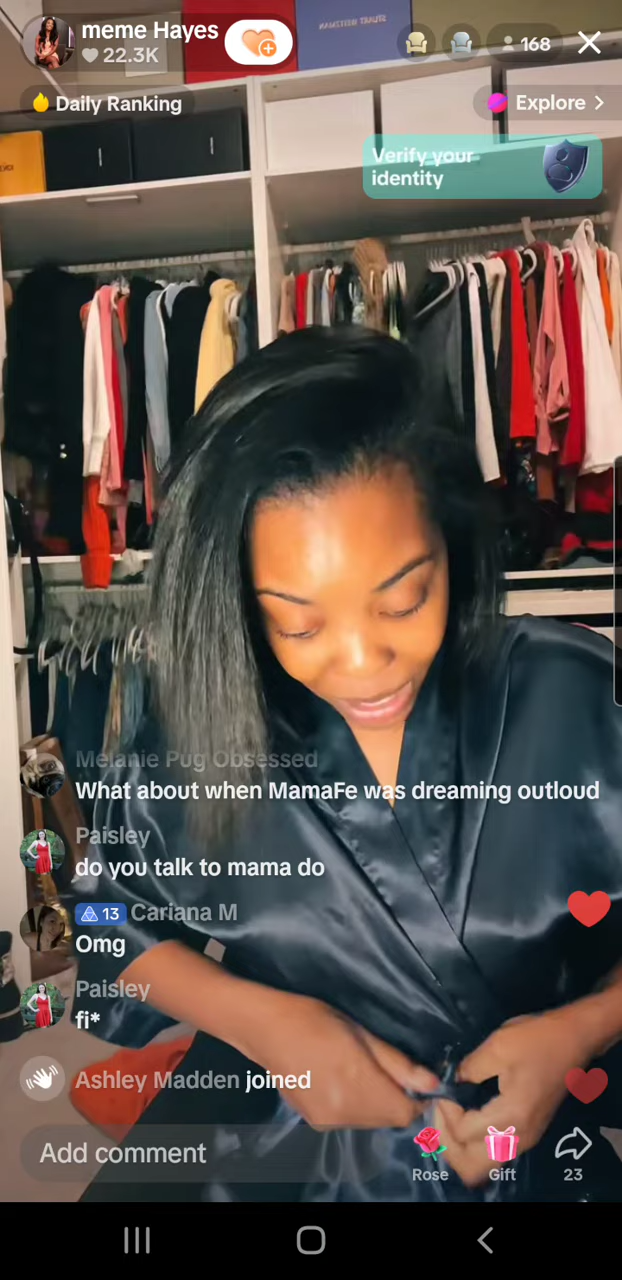 meme Hayes
22.3K
168
Daily Ranking
Explore >
Verify your
identity
Melanie Pug Obsessed
What about when MamaFe was dreaming outloud
Paisley
do you talk to mama do
13 Cariana M
Omg
Paisley
fi*
Ashley Madden joined
Add comment
Rose
Gift
23